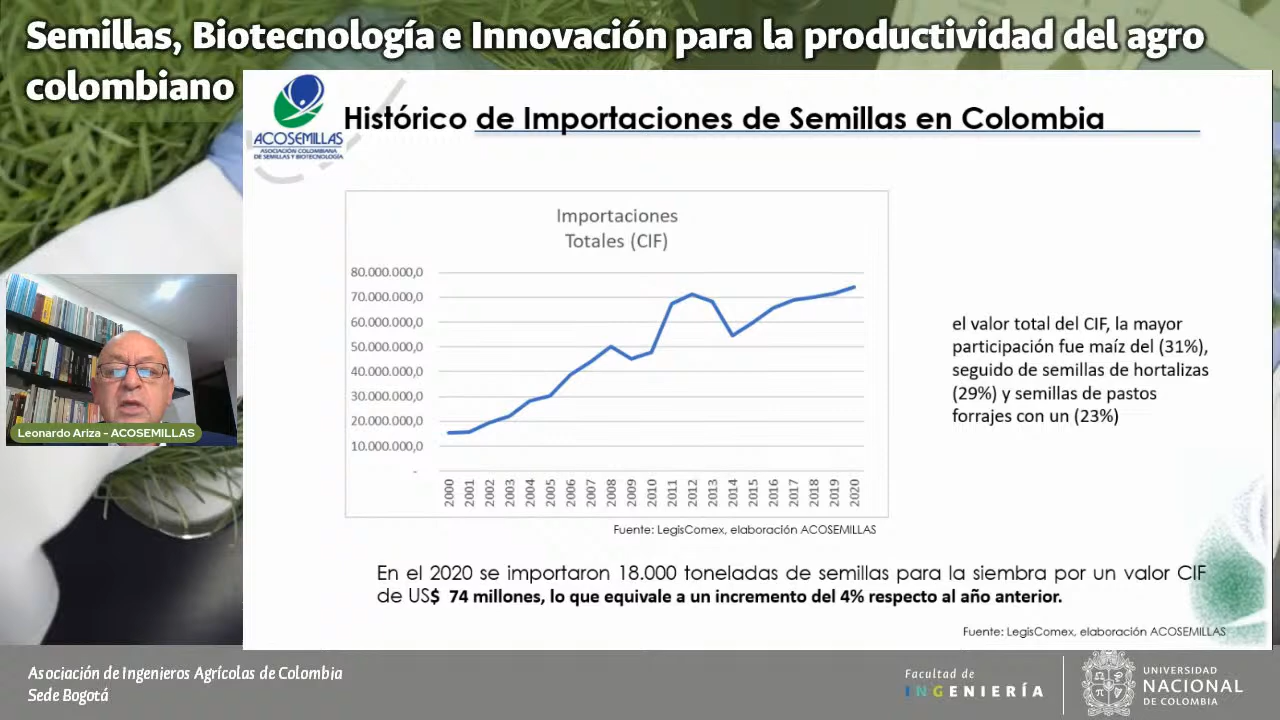 Semillas, Biotecnología e Innovación para la productividad del agro
colombiano
ACOSEMILLAS
ASOCIACIÓN COLOMBIANA
DE SEMILLAS Y BIOTECNOLOGÍA
Histórico de Importaciones de Semillas en Colombia
Importaciones
Totales (CIF)
80.000.000,0
70.000.000,0
60.000.000,0
50.000.000,0
40.000.000,0
30.000.000,0
20.000.000,0
10.000.000,0
-
2000 2001 2002 2003 2004 2005 2006 2007 2008 2009 2010 2011 2012 2013 2014 2015 2016 2017 2018 2019 2020
Fuente: LegisComex, elaboración ACOSEMILLAS
el valor total del CIF, la mayor
participación fue maíz del (31%),
seguido de semillas de hortalizas
(29%) y semillas de pastos
forrajes con un (23%)
Leonardo Ariza - ACOSEMILLAS
En el 2020 se importaron 18.000 toneladas de semillas para la siembra por un valor CIF
de US$ 74 millones, lo que equivale a un incremento del 4% respecto al año anterior.
Fuente: LegisComex, elaboración ACOSEMILLAS
Asociación de Ingenieros Agrícolas de Colombia
Sede Bogotá
Facultad de
INGENIERÍA
UNIVERSIDAD
NACIONAL
DE COLOMBIA